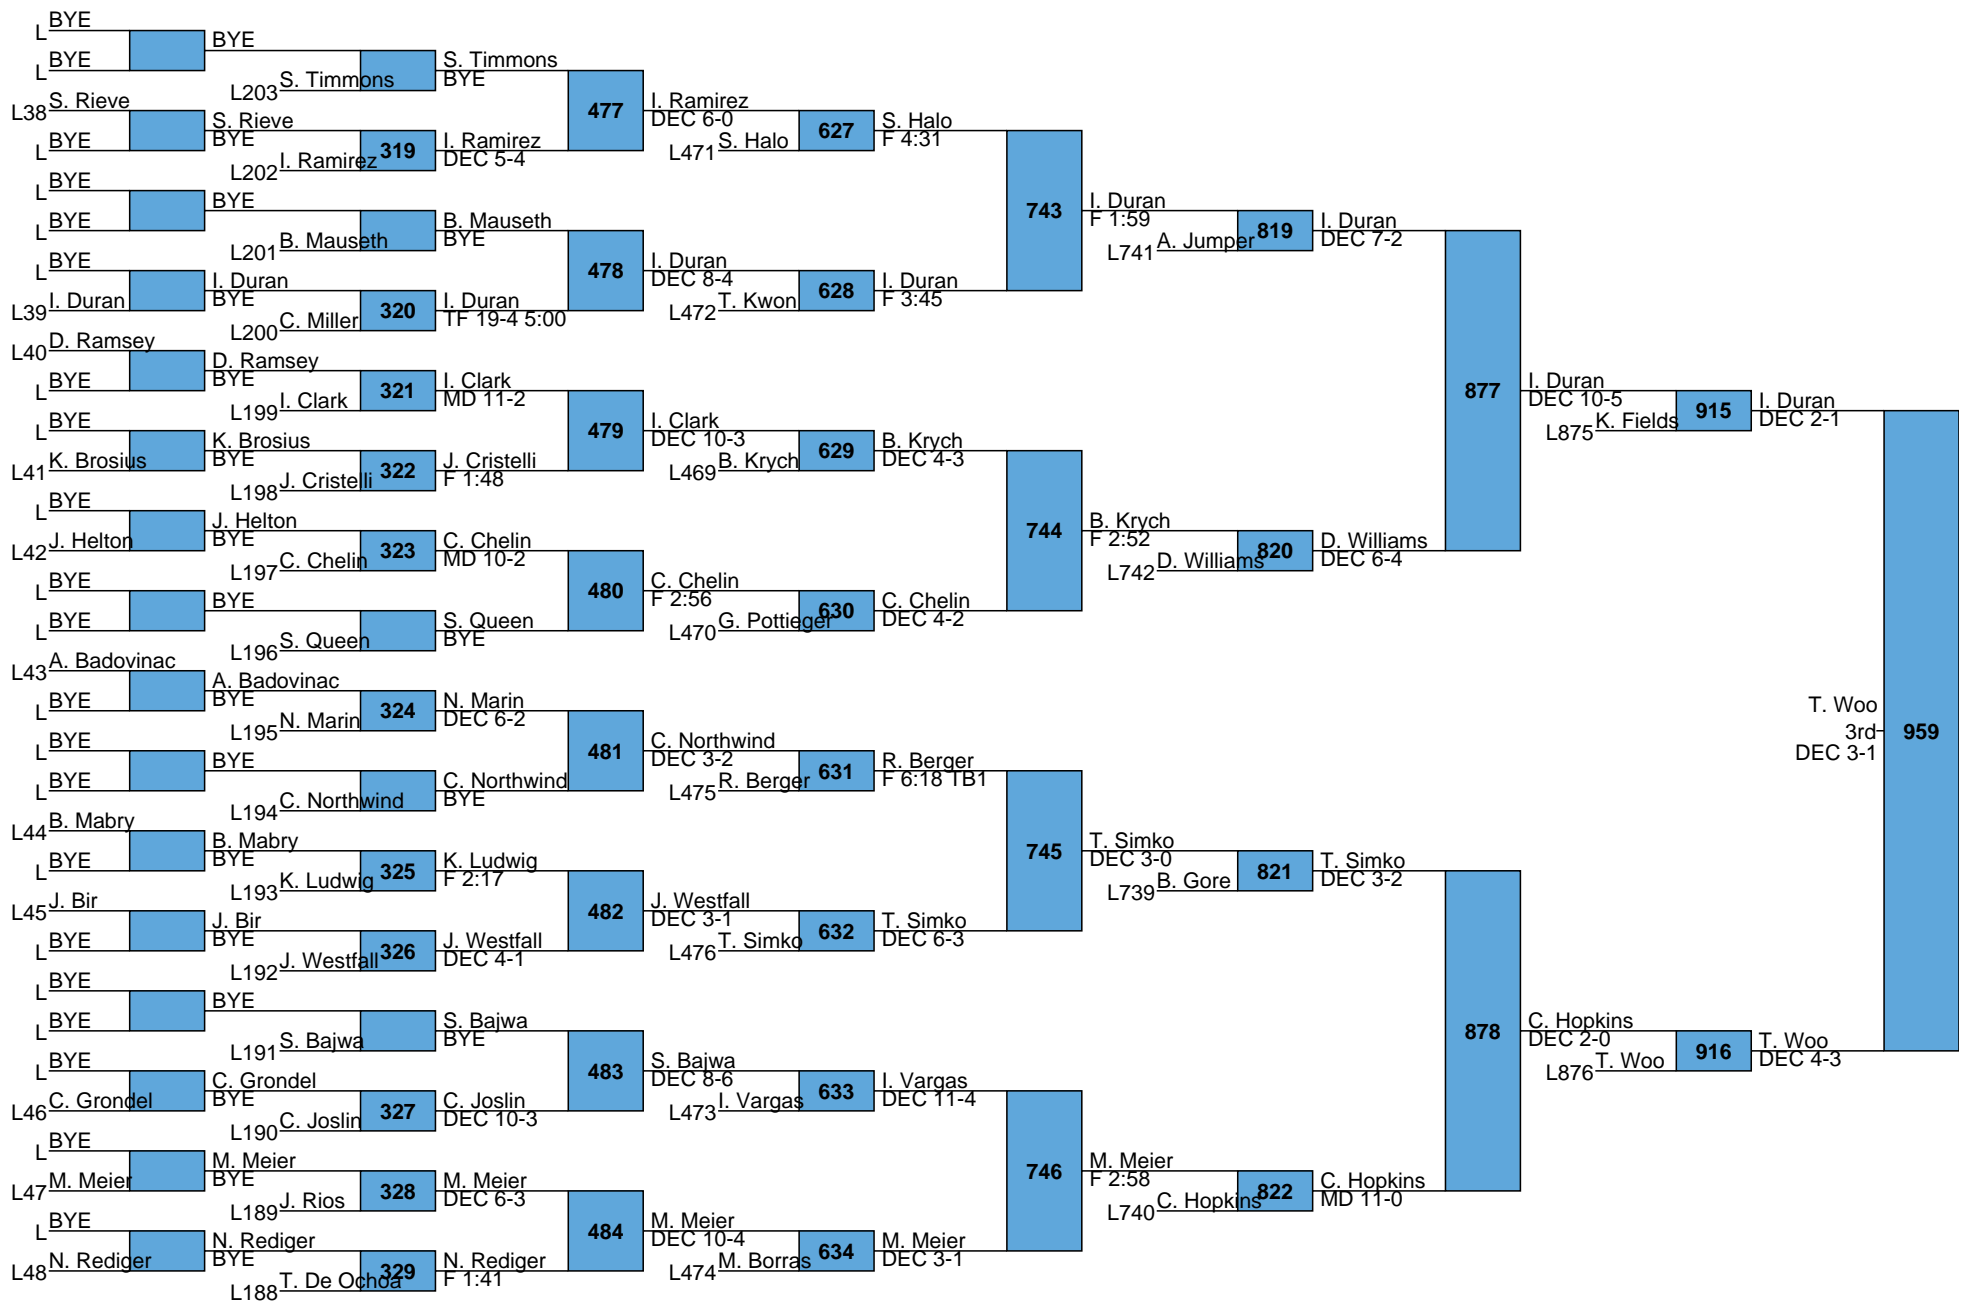 BYE
L
BYE
L
BYE
S. Timmons
L203
S. Timmons
BYE
S. Rieve
L38
BYE
L
S. Rieve
BYE
I. Ramirez
L202
319
I. Ramirez
DEC 5-4
477
I. Ramirez
DEC 6-0
S. Halo
L471
627
S. Halo
F 4:31
BYE
L
BYE
L
BYE
B. Mauseth
L201
B. Mauseth
BYE
BYE
L
I. Duran
L39
I. Duran
BYE
C. Miller
L200
320
I. Duran
TF 19-4 5:00
478
I. Duran
DEC 8-4
T. Kwon
L472
628
I. Duran
F 3:45
743
I. Duran
F 1:59
A. Jumper
L741
819
I. Duran
DEC 7-2
D. Ramsey
L40
BYE
L
D. Ramsey
BYE
I. Clark
L199
321
I. Clark
MD 11-2
BYE
L
K. Brosius
L41
K. Brosius
BYE
J. Cristelli
L198
322
J. Cristelli
F 1:48
479
I. Clark
DEC 10-3
B. Krych
L469
629
B. Krych
DEC 4-3
BYE
L
J. Helton
L42
J. Helton
BYE
C. Chelin
L197
323
C. Chelin
MD 10-2
BYE
L
BYE
L
BYE
S. Queen
L196
S. Queen
BYE
480
C. Chelin
F 2:56
G. Pottieger
L470
630
C. Chelin
DEC 4-2
744
B. Krych
F 2:52
D. Williams
L742
820
D. Williams
DEC 6-4
877
I. Duran
DEC 10-5
K. Fields
L875
915
I. Duran
DEC 2-1
A. Badovinac
L43
BYE
L
A. Badovinac
BYE
N. Marin
L195
324
N. Marin
DEC 6-2
BYE
L
BYE
L
BYE
C. Northwind
L194
C. Northwind
BYE
481
C. Northwind
DEC 3-2
R. Berger
L475
631
R. Berger
F 6:18 TB1
B. Mabry
L44
BYE
L
B. Mabry
BYE
K. Ludwig
L193
325
K. Ludwig
F 2:17
J. Bir
L45
BYE
L
J. Bir
BYE
J. Westfall
L192
326
J. Westfall
DEC 4-1
482
J. Westfall
DEC 3-1
T. Simko
L476
632
T. Simko
DEC 6-3
745
T. Simko
DEC 3-0
B. Gore
L739
821
T. Simko
DEC 3-2
BYE
L
BYE
L
BYE
S. Bajwa
L191
S. Bajwa
BYE
BYE
L
C. Grondel
L46
C. Grondel
BYE
C. Joslin
L190
327
C. Joslin
DEC 10-3
483
S. Bajwa
DEC 8-6
I. Vargas
L473
633
I. Vargas
DEC 11-4
BYE
L
M. Meier
L47
M. Meier
BYE
J. Rios
L189
328
M. Meier
DEC 6-3
BYE
L
N. Rediger
L48
N. Rediger
BYE
T. De Ochoa
L188
329
N. Rediger
F 1:41
484
M. Meier
DEC 10-4
M. Borras
L474
634
M. Meier
DEC 3-1
746
M. Meier
F 2:58
C. Hopkins
L740
822
C. Hopkins
MD 11-0
878
C. Hopkins
DEC 2-0
T. Woo
L876
916
T. Woo
DEC 4-3
T. Woo
3rd
DEC 3-1
959